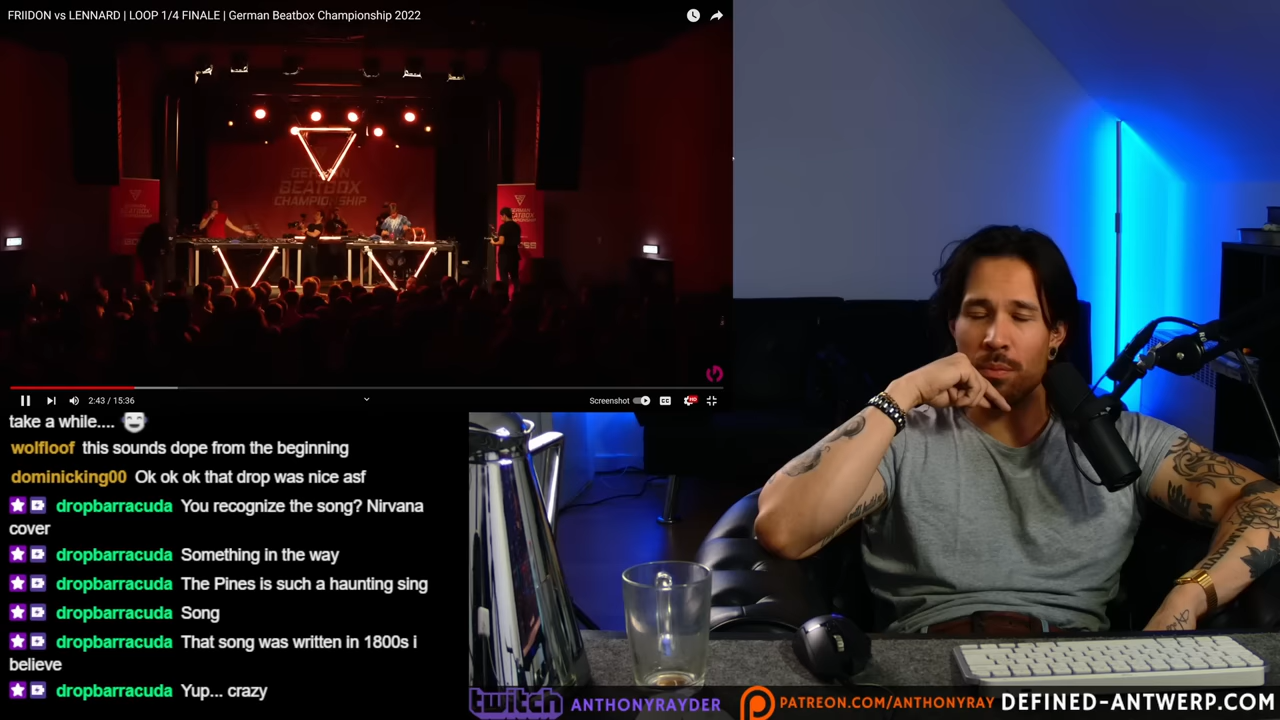 FRIIDON vs LENNARD | LOOP 1/4 FINALE | German Beatbox Championship 2022
GERMAN
BEATBOX
CHAMPIONSHIP
2:43 / 15:36
Screenshot
CC
HD
take a while....
wolfloof this sounds dope from the beginning
dominicking00 Ok ok ok that drop was nice asf
dropbarracuda You recognize the song? Nirvana
cover
dropbarracuda Something in the way
dropbarracuda The Pines is such a haunting sing
dropbarracuda Song
dropbarracuda That song was written in 1800s i
believe
dropbarracuda Yup... crazy
twitch ANTHONYRAYDER
PATREON.COM/ANTHONYRAY
DEFINED-ANTWERP.COM